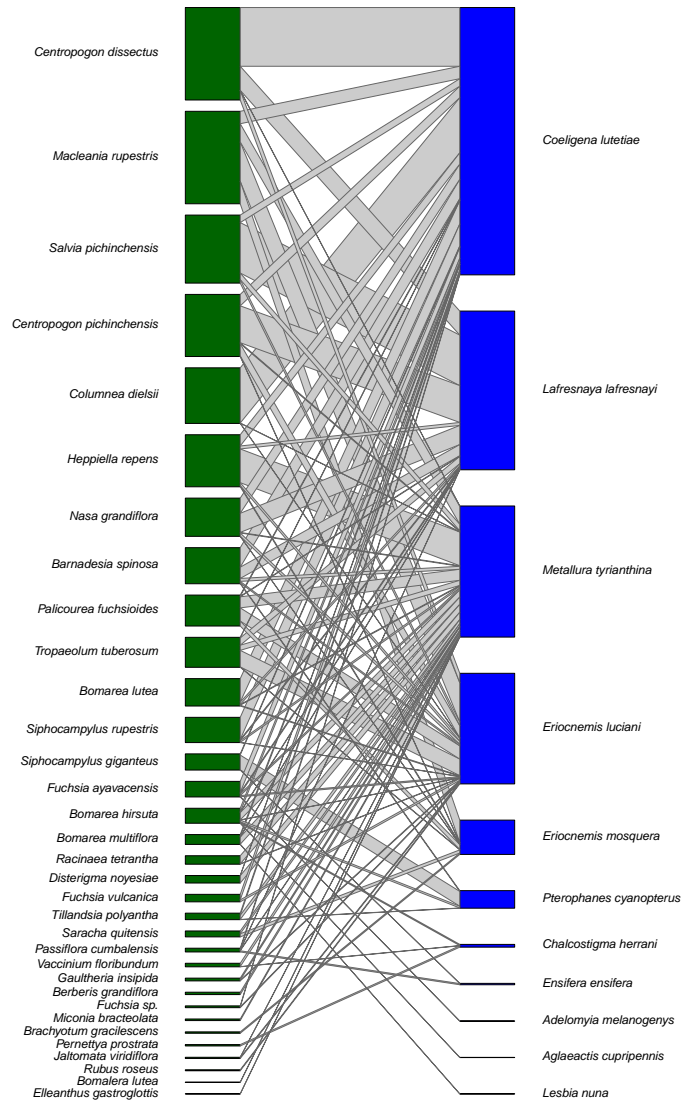 Centropogon dissectus
Macleania rupestris
Salvia pichinchensis
Centropogon pichinchensis
Columnea dielsii
Heppiella repens
Nasa grandiflora
Barnadesia spinosa
Palicourea fuchsioides
Tropaeolum tuberosum
Bomarea lutea
Siphocampylus rupestris
Siphocampylus giganteus
Fuchsia ayavacensis
Bomarea hirsuta
Bomarea multiflora
Racinaea tetrantha
Disterigma noyesiae
Fuchsia vulcanica
Tillandsia polyantha
Saracha quitensis
Passiflora cumbalensis
Vaccinium floribundum
Gaultheria insipida
Berberis grandiflora
Fuchsia sp.
Miconia bracteolata
Brachyotum gracilescens
Pernettya prostrata
Jaltomata viridiflora
Rubus roseus
Bomalera lutea
Elleanthus gastroglottis
Coeligena lutetiae
Lafresnaya lafresnayi
Metallura tyrianthina
Eriocnemis luciani
Eriocnemis mosquera
Pterophanes cyanopterus
Chalcostigma herrani
Ensifera ensifera
Adelomyia melanogenys
Aglaeactis cupripennis
Lesbia nuna